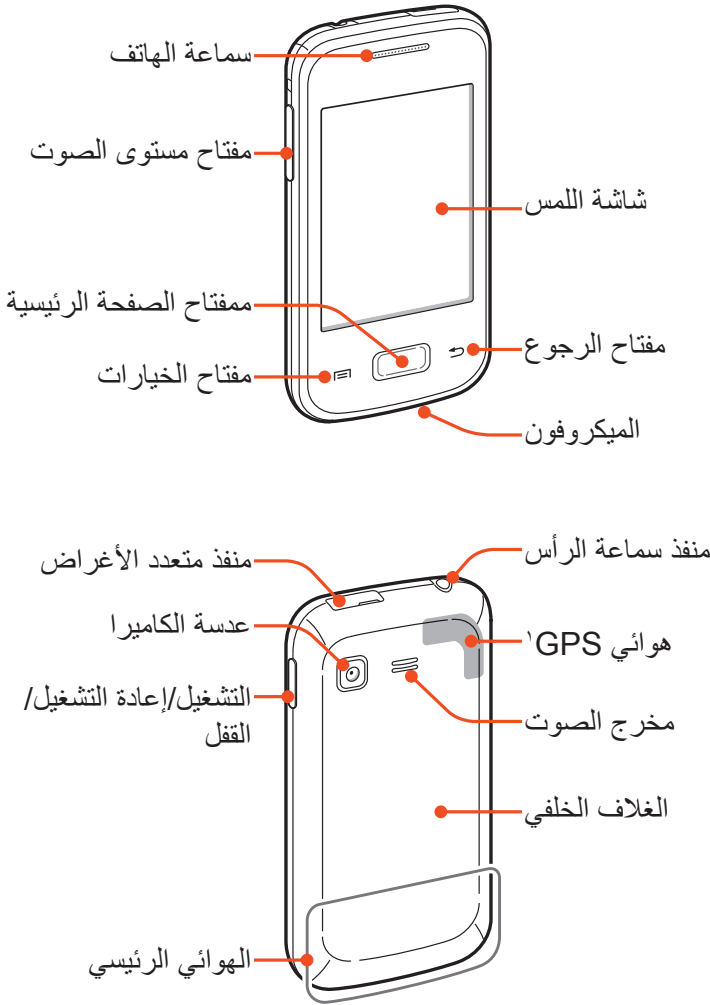 سماعة الهاتف
مفتاح مستوى الصوت
شاشة اللمس
ممفتاح الصفحة الرئيسية
مفتاح الرجوع
مفتاح الخيارات
الميكروفون
منفذ سماعة الرأس
منفذ متعدد الأغراض
هوائي GPS١
عدسة الكاميرا
مخرج الصوت
التشغيل/إعادة التشغيل/
القفل
الغلاف الخلفي
الهوائي الرئيسي